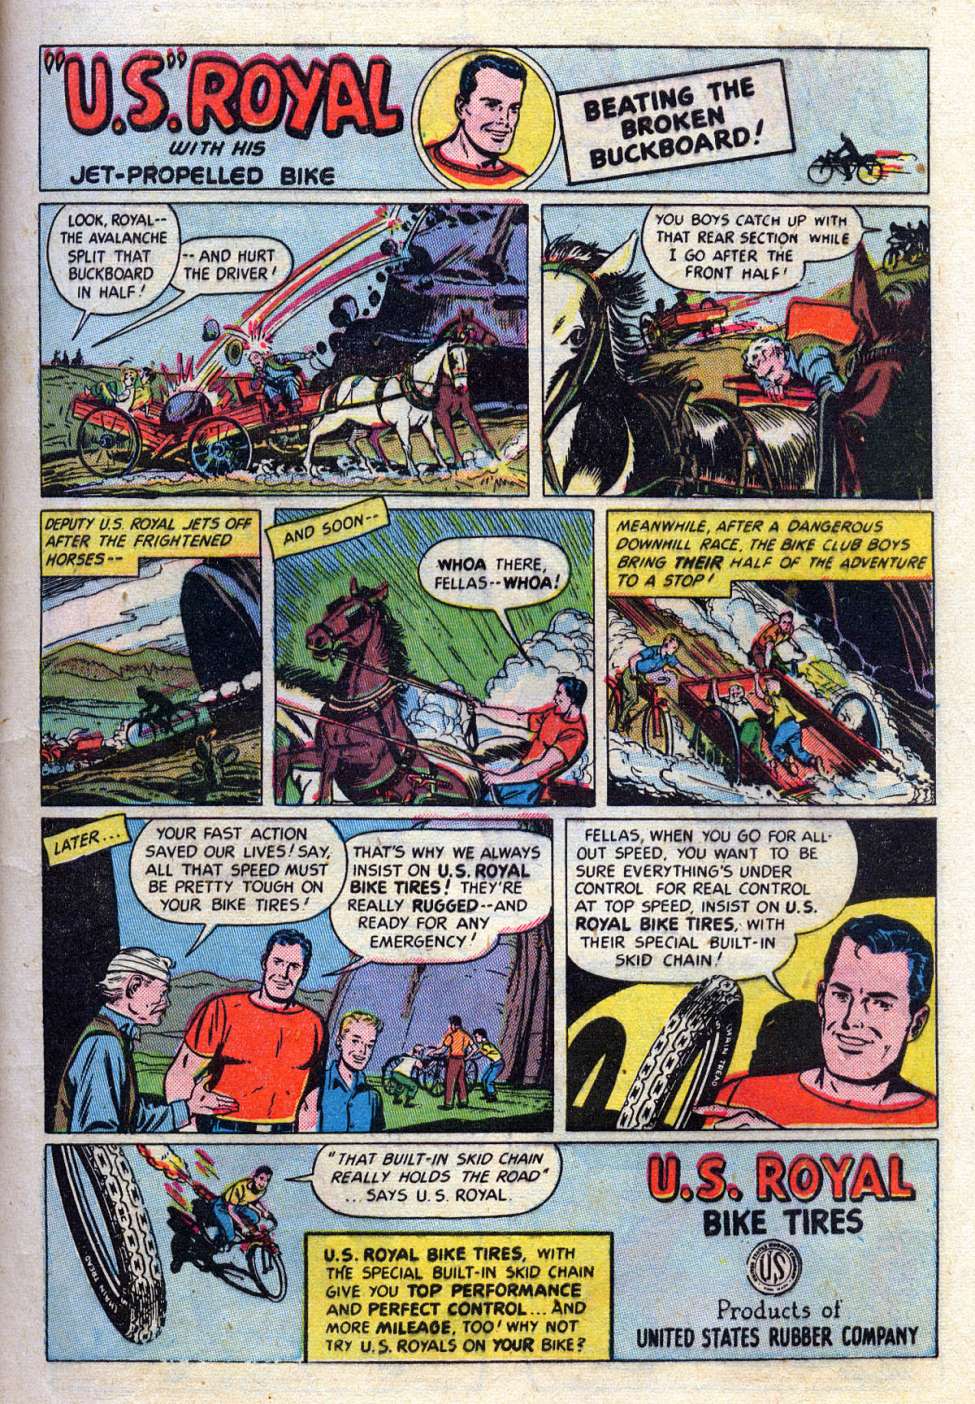 "U.S." ROYAL
WITH HIS
JET-PROPELLED BIKE
BEATING THE
BROKEN
BUCKBOARD!
LOOK, ROYAL--
THE AVALANCHE
SPLIT THAT
BUCKBOARD
IN HALF!
-- AND HURT
THE DRIVER!
YOU BOYS CATCH UP WITH
THAT REAR SECTION WHILE
I GO AFTER THE
FRONT HALF!
DEPUTY U.S. ROYAL JETS OFF
AFTER THE FRIGHTENED
HORSES--
AND SOON--
WHOA THERE,
FELLAS--WHOA!
MEANWHILE, AFTER A DANGEROUS
DOWNHILL RACE, THE BIKE CLUB BOYS
BRING THEIR HALF OF THE ADVENTURE
TO A STOP!
LATER...
YOUR FAST ACTION
SAVED OUR LIVES! SAY,
ALL THAT SPEED MUST
BE PRETTY TOUGH ON
YOUR BIKE TIRES!
THAT'S WHY WE ALWAYS
INSIST ON U.S. ROYAL
BIKE TIRES! THEY'RE
REALLY RUGGED--AND
READY FOR ANY
EMERGENCY!
FELLAS, WHEN YOU GO FOR ALL-
OUT SPEED, YOU WANT TO BE
SURE EVERYTHING'S UNDER
CONTROL. FOR REAL CONTROL
AT TOP SPEED, INSIST ON U.S.
ROYAL BIKE TIRES, WITH
THEIR SPECIAL BUILT-IN
SKID CHAIN!
CHAIN TREAD
CHAIN TREAD
"THAT BUILT-IN SKID CHAIN
REALLY HOLDS THE ROAD"
...SAYS U.S. ROYAL.
U.S. ROYAL BIKE TIRES, WITH
THE SPECIAL BUILT-IN SKID CHAIN
GIVE YOU TOP PERFORMANCE
AND PERFECT CONTROL... AND
MORE MILEAGE, TOO! WHY NOT
TRY U.S. ROYALS ON YOUR BIKE?
U.S. ROYAL
BIKE TIRES
US
Products of
UNITED STATES RUBBER COMPANY